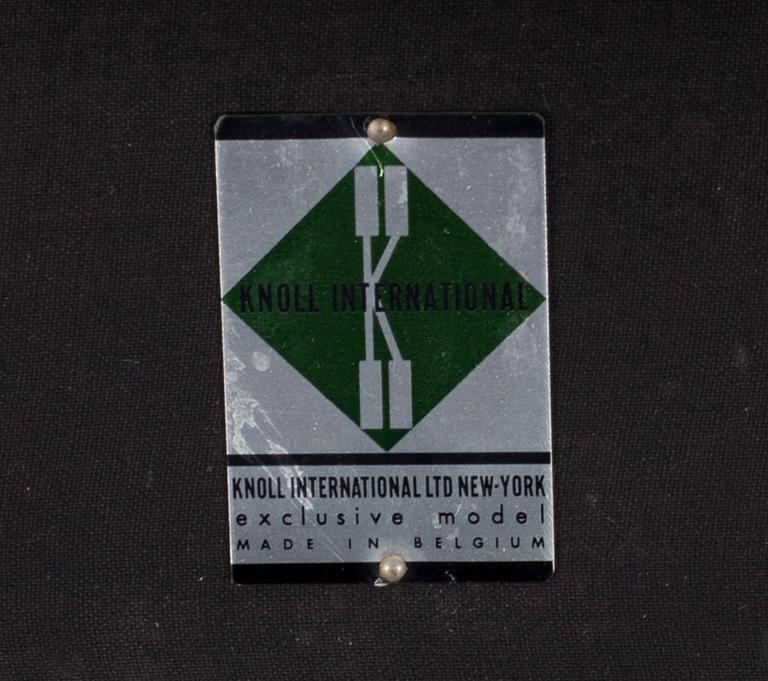 K
KNOLL INTERNATIONAL
KNOLL INTERNATIONAL LTD NEW-YORK
exclusive model
MADE IN BELGIUM